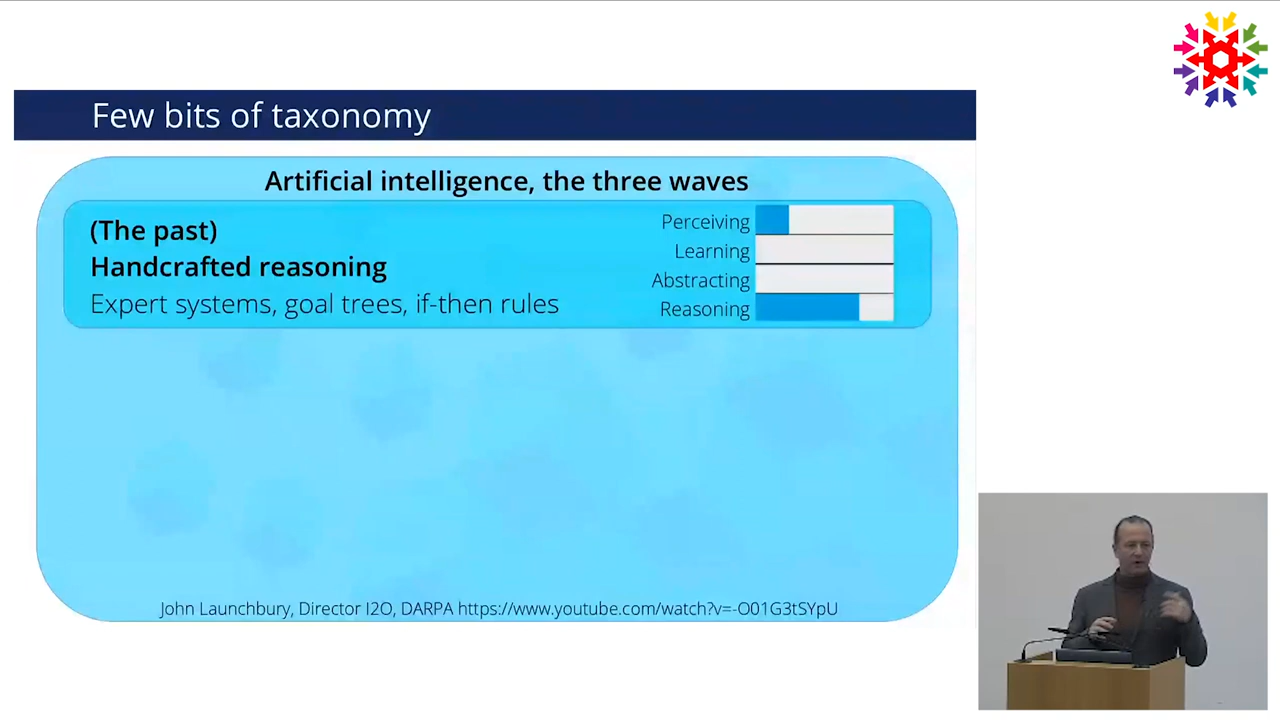 Few bits of taxonomy
Artificial intelligence, the three waves
(The past)
Handcrafted reasoning
Expert systems, goal trees, if-then rules
Perceiving
Learning
Abstracting
Reasoning
John Launchbury, Director I2O, DARPA https://www.youtube.com/watch?v=-O01G3tSYpU